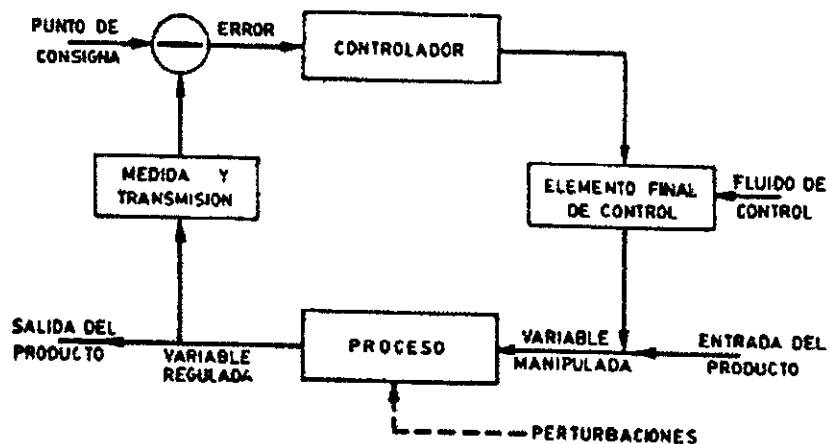 PUNTO DE
CONSIGNA
ERROR
CONTROLADOR
MEDIDA Y
TRANSMISION
ELEMENTO FINAL
DE CONTROL
FLUIDO DE
CONTROL
SALIDA DEL
PRODUCTO
VARIABLE
REGULADA
PROCESO
VARIABLE
MANIPULADA
ENTRADA DEL
PRODUCTO
PERTURBACIONES